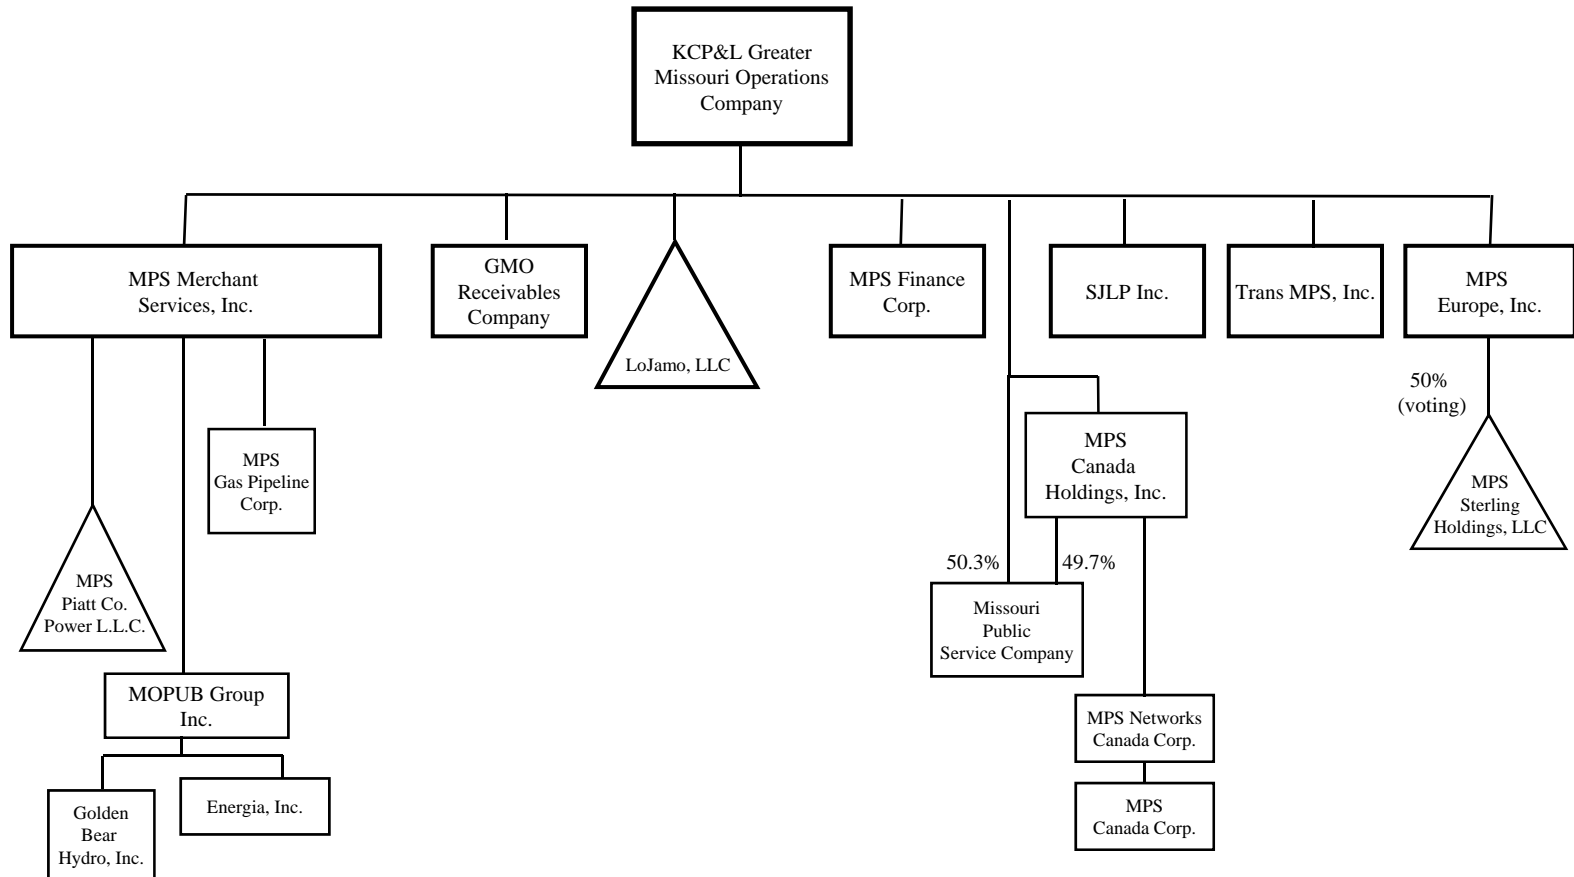 KCP&L Greater
Missouri Operations
Company
MPS Merchant
Services, Inc.
GMO
Receivables
Company
LoJamo, LLC
MPS Finance
Corp.
SJLP Inc.
Trans MPS, Inc.
MPS
Europe, Inc.
50%
(voting)
MPS
Gas Pipeline
Corp.
MPS
Canada
Holdings, Inc.
MPS
Sterling
Holdings, LLC
MPS
Piatt Co.
Power L.L.C.
50.3%
49.7%
Missouri
Public
Service Company
MOPUB Group
Inc.
MPS Networks
Canada Corp.
Golden
Bear
Hydro, Inc.
Energia, Inc.
MPS
Canada Corp.